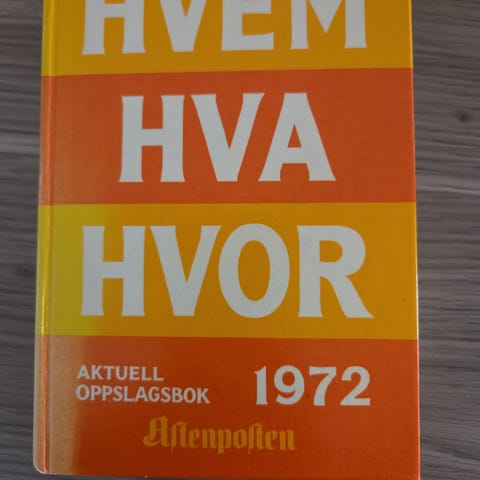 HVEM
HVA
HVOR
AKTUELL
OPPSLAGSBOK 1972
Aftenposten